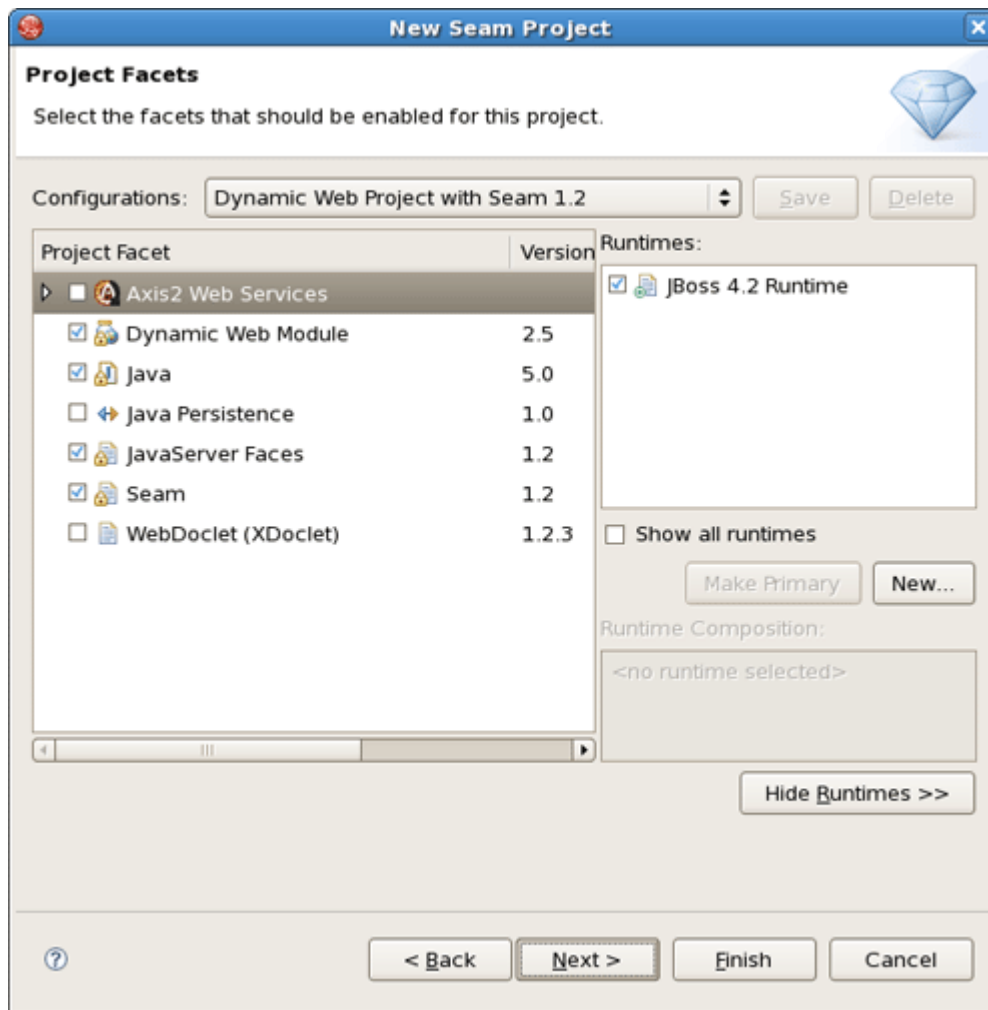 New Seam Project
Project Facets
Select the facets that should be enabled for this project.
Configurations: Dynamic Web Project with Seam 1.2 Save Delete
Project Facet Version
Axis2 Web Services
Dynamic Web Module 2.5
Java 5.0
Java Persistence 1.0
JavaServer Faces 1.2
Seam 1.2
WebDoclet (XDoclet) 1.2.3
Runtimes:
JBoss 4.2 Runtime
Show all runtimes
Make Primary New...
Runtime Composition:
<no runtime selected>
Hide Runtimes >>
< Back Next > Finish Cancel